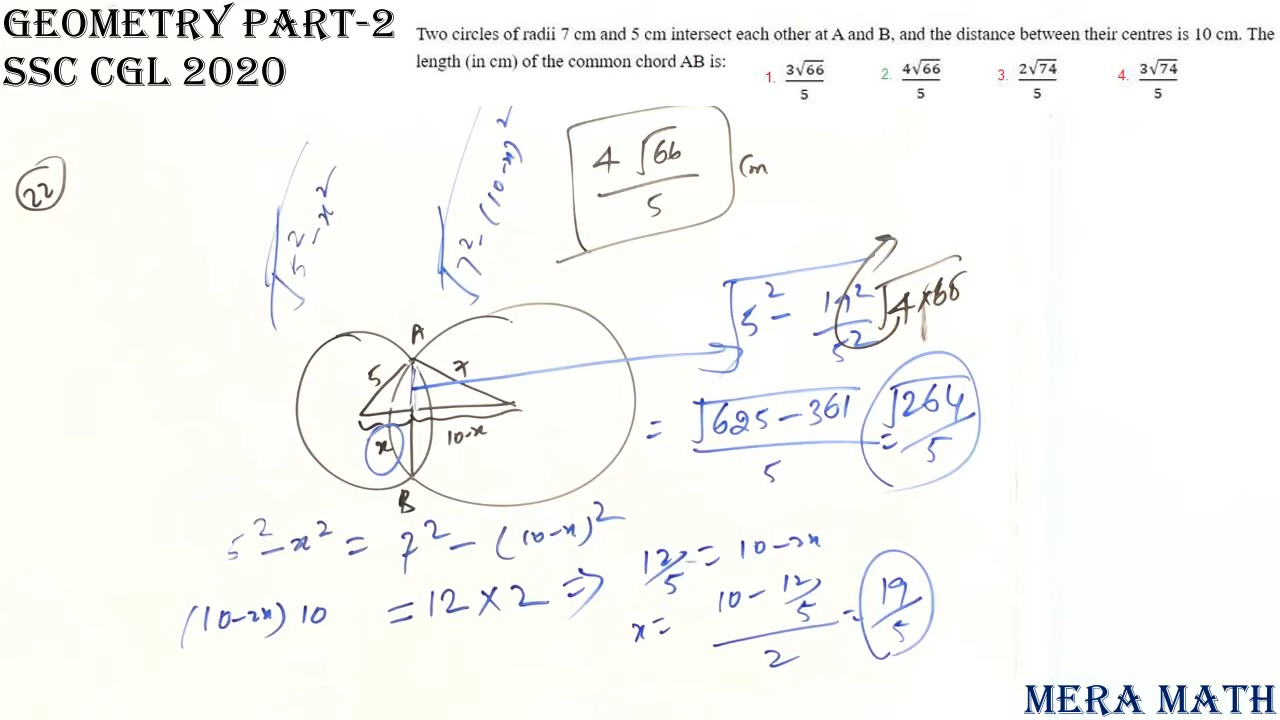 GEOMETRY PART-2
SSC CGL 2020
Two circles of radii 7 cm and 5 cm intersect each other at A and B, and the distance between their centres is 10 cm. The
length (in cm) of the common chord AB is:
1. 3√66/5 2. 4√66/5 3. 2√74/5 4. 3√74/5
22
√5²-x²
√7²-(10-x)²
4√66/5 cm
A
5
7
x
10-x
B
√5² - 19²/5²
√4×66
= √625-361/5 = √264/5
5²-x² = 7² - (10-x)²
(10-2x) 10 = 12 × 2 ⇒ 12/5 = 10-2x
x = 10 - 12/5 / 2 = 19/5
MERA MATH